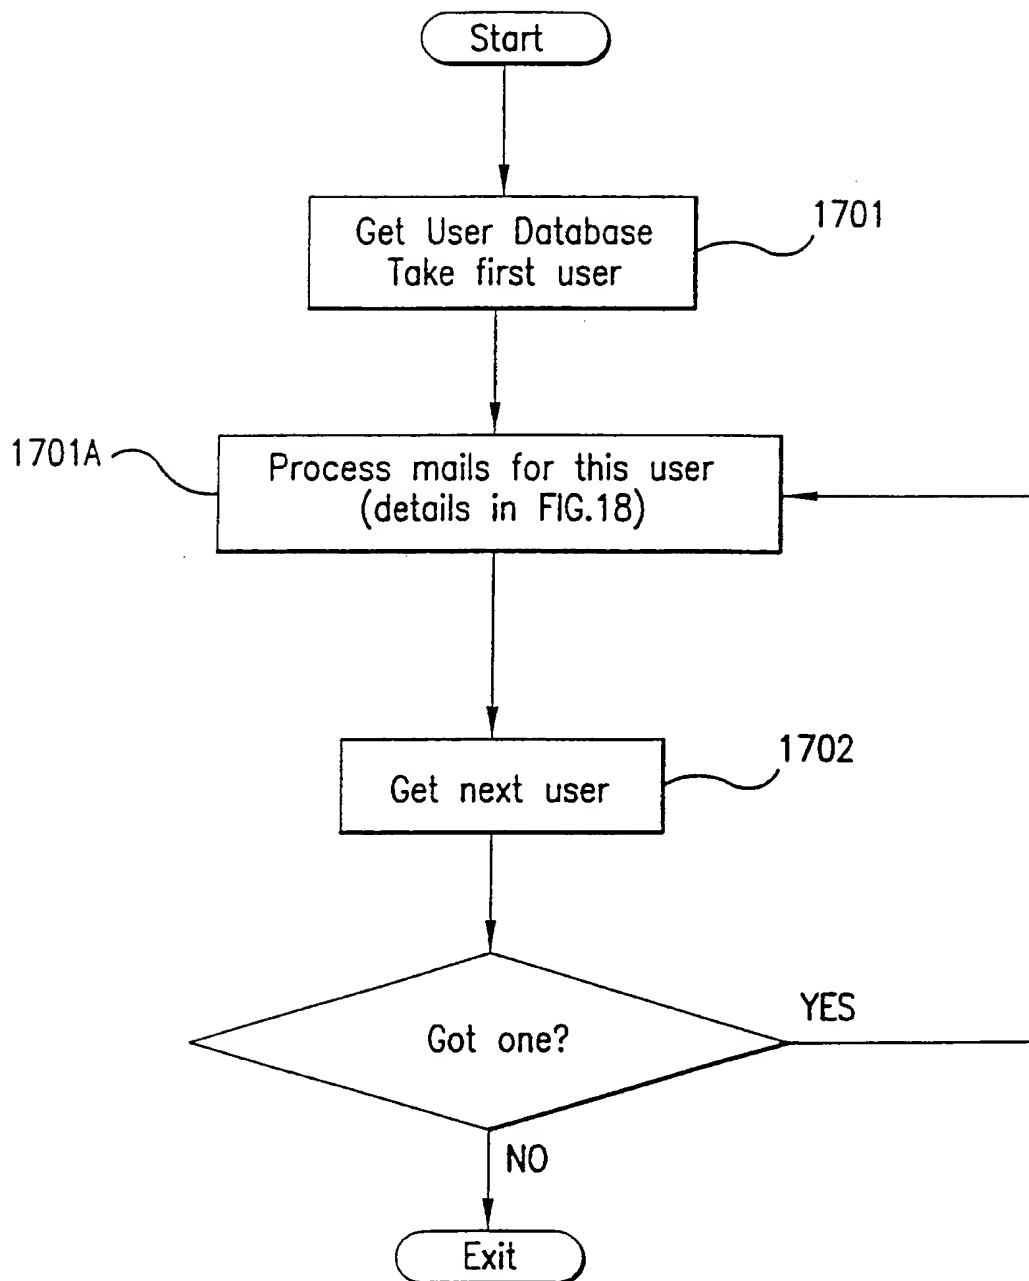 Start
Get User Database
Take first user
1701
1701A
Process mails for this user
(details in FIG.18)
Get next user
1702
Got one?
YES
NO
Exit